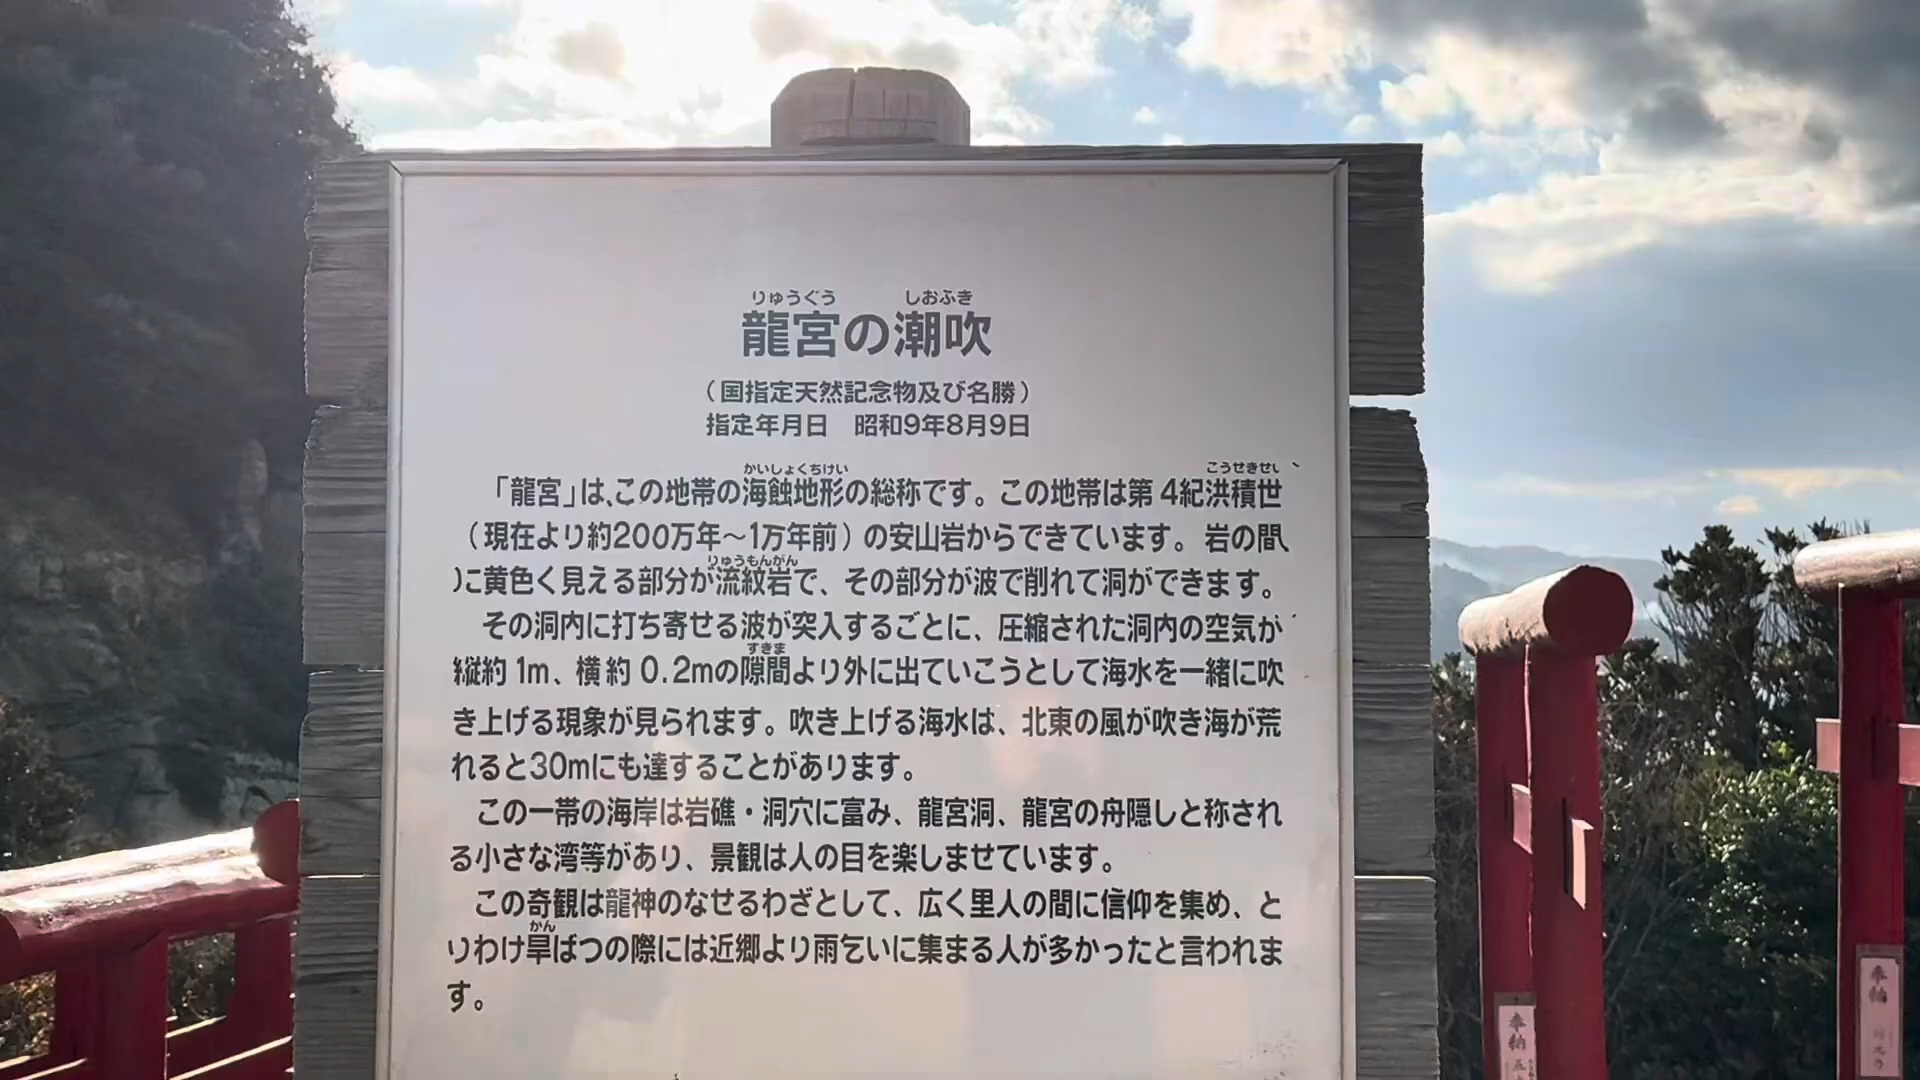 りゅうぐう しおふき
龍宮の潮吹
(国指定天然記念物及び名勝)
指定年月日 昭和9年8月9日
かいしょくちけい こうせきせい
「龍宮」は、この地帯の海蝕地形の総称です。この地帯は第4紀洪積世
(現在より約200万年～1万年前)の安山岩からできています。岩の間
りゅうもんがん
に黄色く見える部分が流紋岩で、その部分が波で削れて洞ができます。
その洞内に打ち寄せる波が突入するごとに、圧縮された洞内の空気が
すきま
縦約1m、横約0.2mの隙間より外に出ていこうとして海水を一緒に吹
き上げる現象が見られます。吹き上げる海水は、北東の風が吹き海が荒
れると30mにも達することがあります。
この一帯の海岸は岩礁・洞穴に富み、龍宮洞、龍宮の舟隠しと称され
る小さな湾等があり、景観は人の目を楽しませています。
この奇観は龍神のなせるわざとして、広く里人の間に信仰を集め、と
かん
りわけ旱ばつの際には近郷より雨乞いに集まる人が多かったと言われま
す。
奉納
奉納